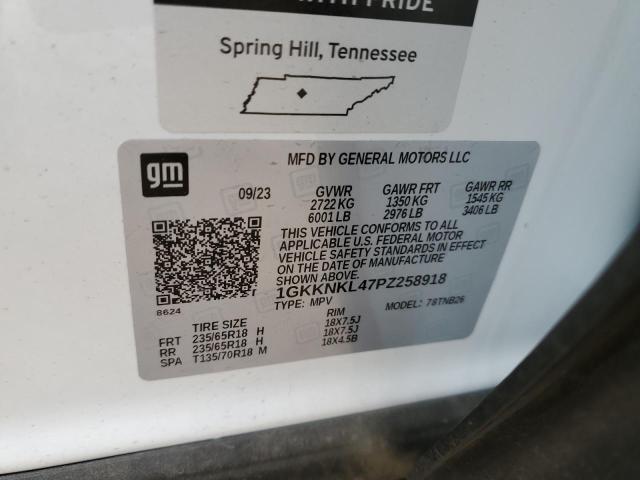 WITH PRIDE
Spring Hill, Tennessee
gm
MFD BY GENERAL MOTORS LLC
09/23 GVWR GAWR FRT GAWR RR
2722 KG 1350 KG 1545 KG
6001 LB 2976 LB 3406 LB
THIS VEHICLE CONFORMS TO ALL
APPLICABLE U.S. FEDERAL MOTOR
VEHICLE SAFETY STANDARDS IN EFFECT
ON THE DATE OF MANUFACTURE
SHOWN ABOVE.
1GKKNKL47PZ258918
8624
TYPE: MPV MODEL: 78TNB26
TIRE SIZE RIM
FRT 235/65R18 H 18X7.5J
RR 235/65R18 H 18X7.5J
SPA T135/70R18 M 18X4.5B